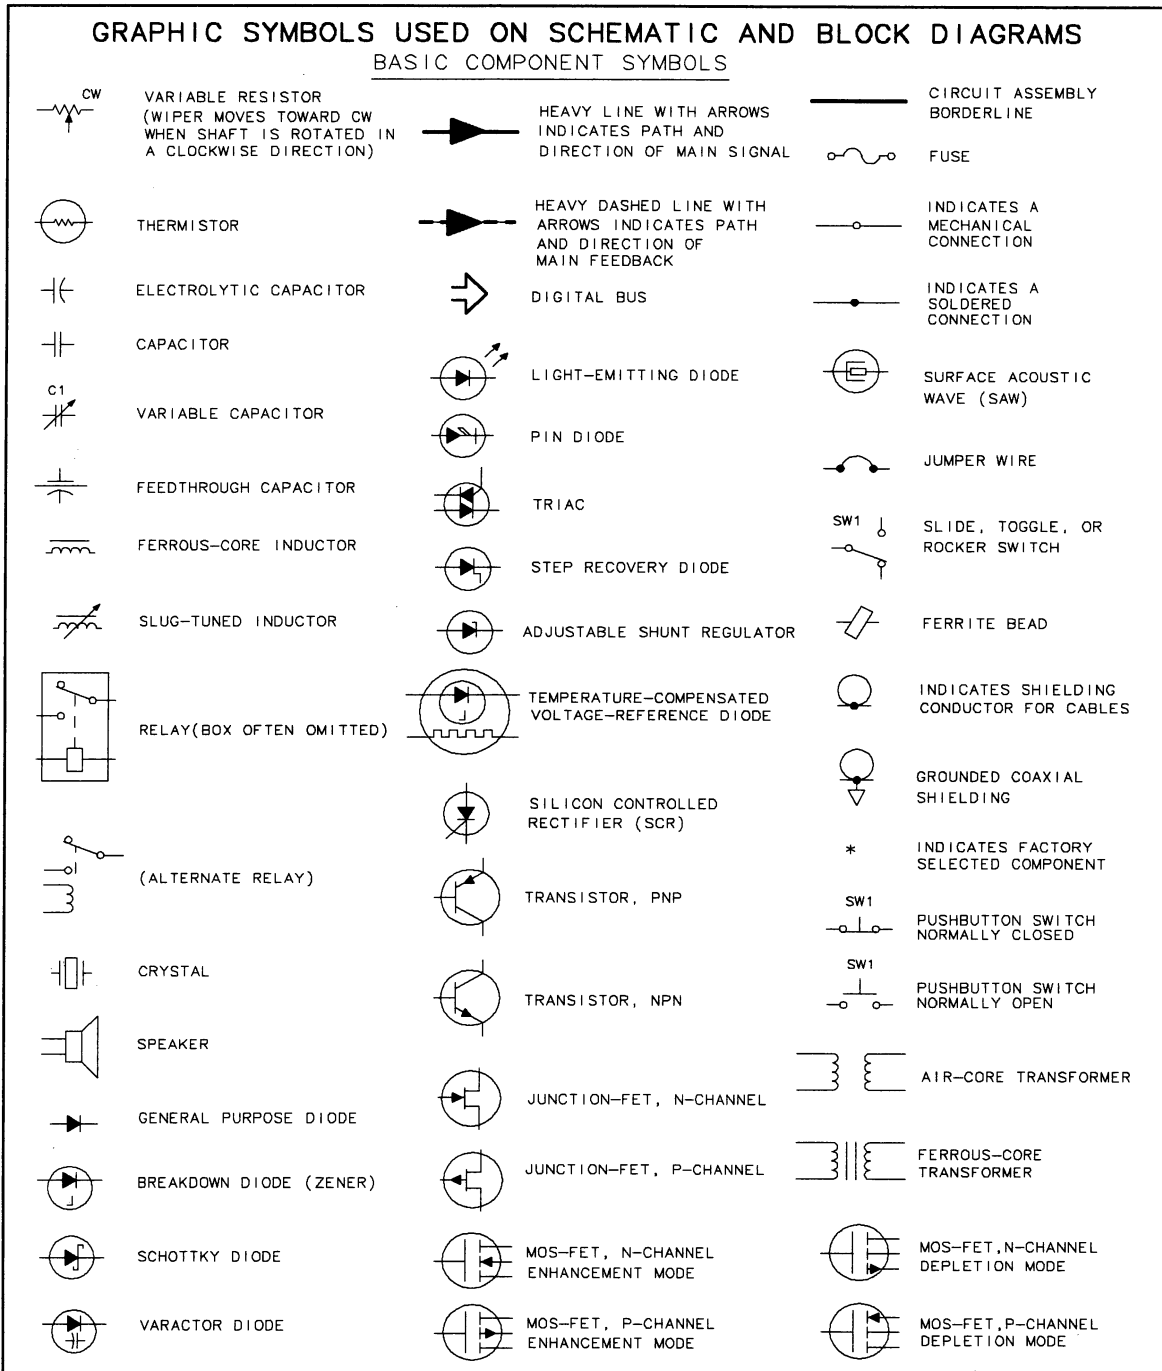 GRAPHIC SYMBOLS USED ON SCHEMATIC AND BLOCK DIAGRAMS
BASIC COMPONENT SYMBOLS
CW
VARIABLE RESISTOR
(WIPER MOVES TOWARD CW
WHEN SHAFT IS ROTATED IN
A CLOCKWISE DIRECTION)
THERMISTOR
ELECTROLYTIC CAPACITOR
CAPACITOR
C1
VARIABLE CAPACITOR
FEEDTHROUGH CAPACITOR
FERROUS-CORE INDUCTOR
SLUG-TUNED INDUCTOR
RELAY(BOX OFTEN OMITTED)
(ALTERNATE RELAY)
CRYSTAL
SPEAKER
GENERAL PURPOSE DIODE
BREAKDOWN DIODE (ZENER)
SCHOTTKY DIODE
VARACTOR DIODE
HEAVY LINE WITH ARROWS
INDICATES PATH AND
DIRECTION OF MAIN SIGNAL
HEAVY DASHED LINE WITH
ARROWS INDICATES PATH
AND DIRECTION OF
MAIN FEEDBACK
DIGITAL BUS
LIGHT-EMITTING DIODE
PIN DIODE
TRIAC
STEP RECOVERY DIODE
ADJUSTABLE SHUNT REGULATOR
TEMPERATURE-COMPENSATED
VOLTAGE-REFERENCE DIODE
SILICON CONTROLLED
RECTIFIER (SCR)
TRANSISTOR, PNP
TRANSISTOR, NPN
JUNCTION-FET, N-CHANNEL
JUNCTION-FET, P-CHANNEL
MOS-FET, N-CHANNEL
ENHANCEMENT MODE
MOS-FET, P-CHANNEL
ENHANCEMENT MODE
CIRCUIT ASSEMBLY
BORDERLINE
FUSE
INDICATES A
MECHANICAL
CONNECTION
INDICATES A
SOLDERED
CONNECTION
SURFACE ACOUSTIC
WAVE (SAW)
JUMPER WIRE
SW1
SLIDE, TOGGLE, OR
ROCKER SWITCH
FERRITE BEAD
INDICATES SHIELDING
CONDUCTOR FOR CABLES
GROUNDED COAXIAL
SHIELDING
*
INDICATES FACTORY
SELECTED COMPONENT
SW1
PUSHBUTTON SWITCH
NORMALLY CLOSED
SW1
PUSHBUTTON SWITCH
NORMALLY OPEN
AIR-CORE TRANSFORMER
FERROUS-CORE
TRANSFORMER
MOS-FET,N-CHANNEL
DEPLETION MODE
MOS-FET,P-CHANNEL
DEPLETION MODE